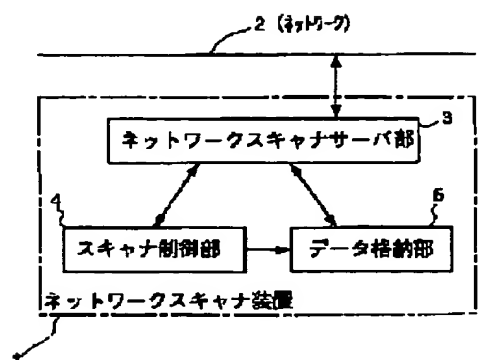 2 (ネットワーク)
3
ネットワークスキャナサーバ部
4
スキャナ制御部
5
データ格納部
ネットワークスキャナ装置